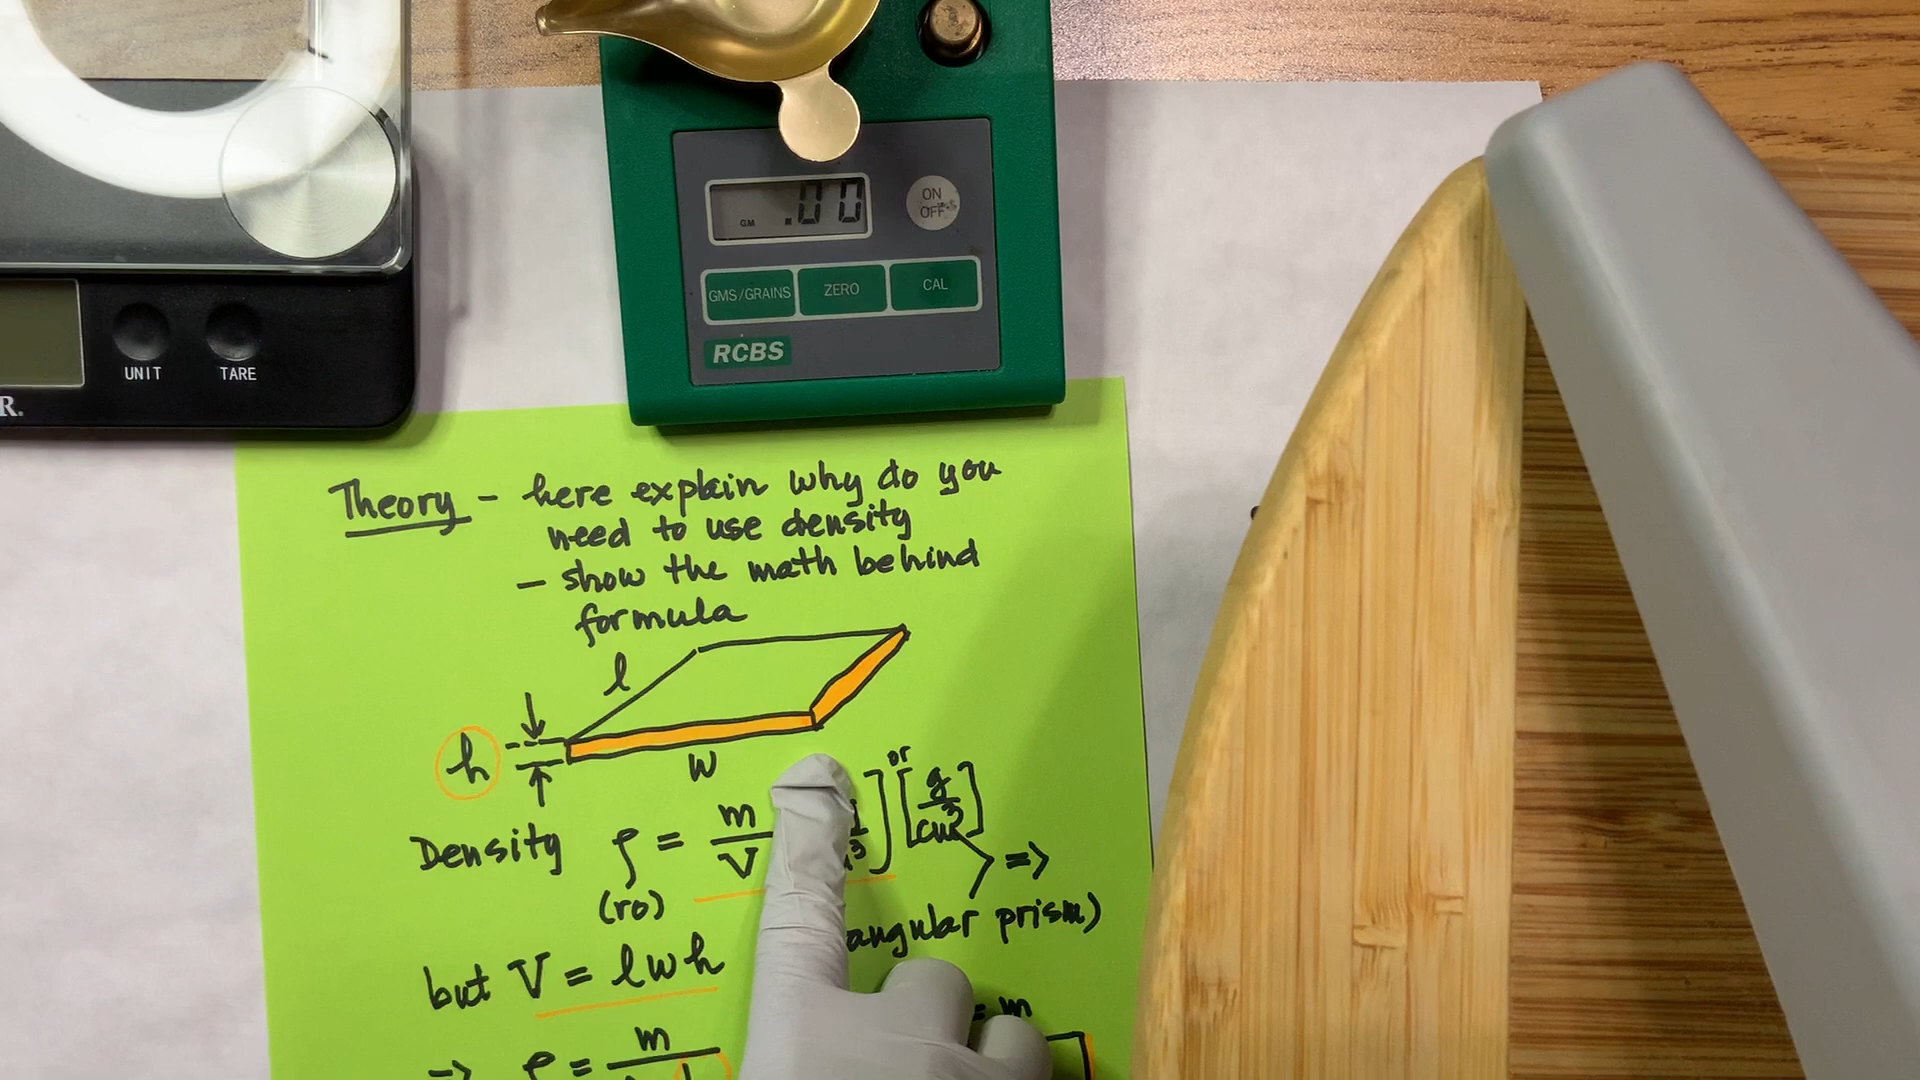 ON
OFF
GM .00
GMS/GRAINS ZERO CAL
RCBS
UNIT TARE
R.
Theory - here explain why do you
need to use density
- show the math behind
formula
l
h
w
or
Density ρ = m/V ] [g/cm³]
=>
(ro)
angular prism)
but V = lwh
= m
=> ρ = m